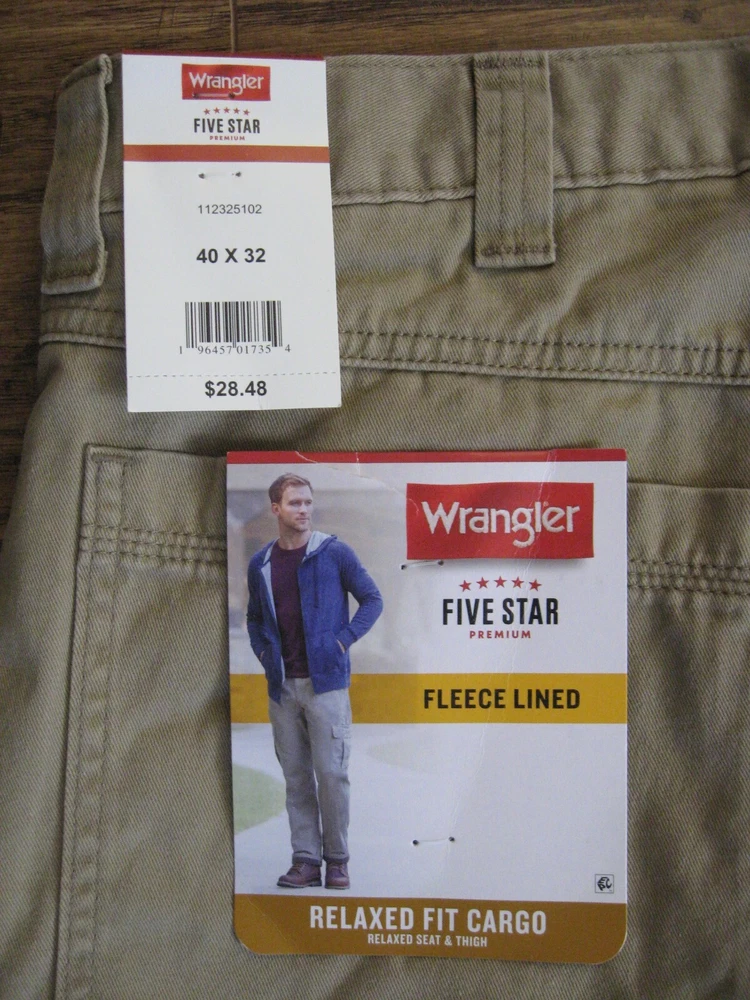 Wrangler
FIVE STAR
PREMIUM
112325102
40 X 32
1 96457 01735 4
$28.48
Wrangler
FIVE STAR
PREMIUM
FLEECE LINED
RELAXED FIT CARGO
RELAXED SEAT & THIGH